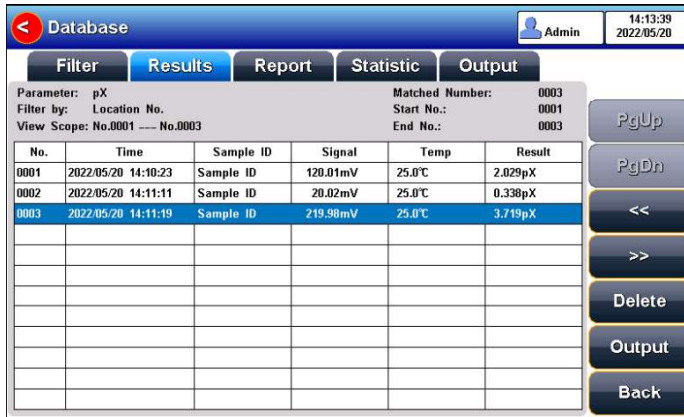 < Database Admin 14:13:39
2022/05/20
Filter Results Report Statistic Output
Parameter: pX Matched Number: 0003
Filter by: Location No. Start No.: 0001
View Scope: No.0001 --- No.0003 End No.: 0003
No. Time Sample ID Signal Temp Result
0001 2022/05/20 14:10:23 Sample ID 120.01mV 25.0℃ 2.029pX
0002 2022/05/20 14:11:11 Sample ID 20.02mV 25.0℃ 0.338pX
0003 2022/05/20 14:11:19 Sample ID 219.98mV 25.0℃ 3.719pX
PgUp
PgDn
<<
>>
Delete
Output
Back